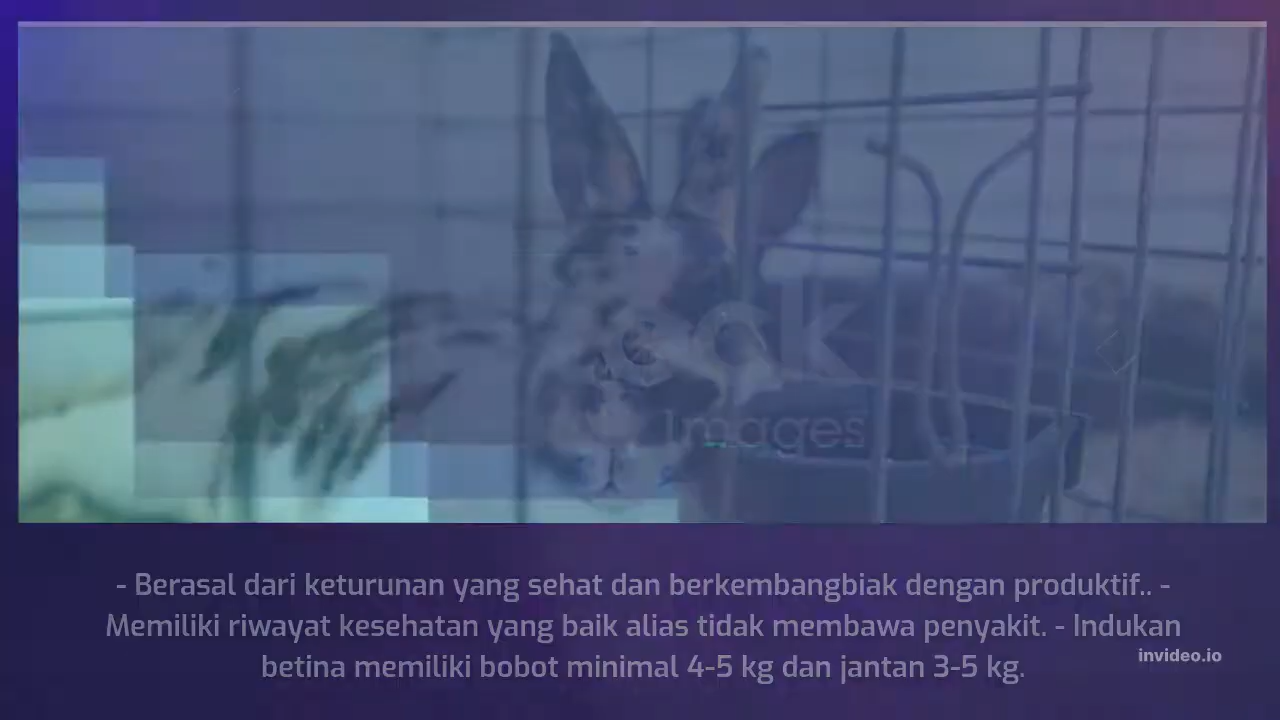 ock
Images
- Berasal dari keturunan yang sehat dan berkembangbiak dengan produktif.. -
Memiliki riwayat kesehatan yang baik alias tidak membawa penyakit. - Indukan
betina memiliki bobot minimal 4-5 kg dan jantan 3-5 kg.
invideo.io